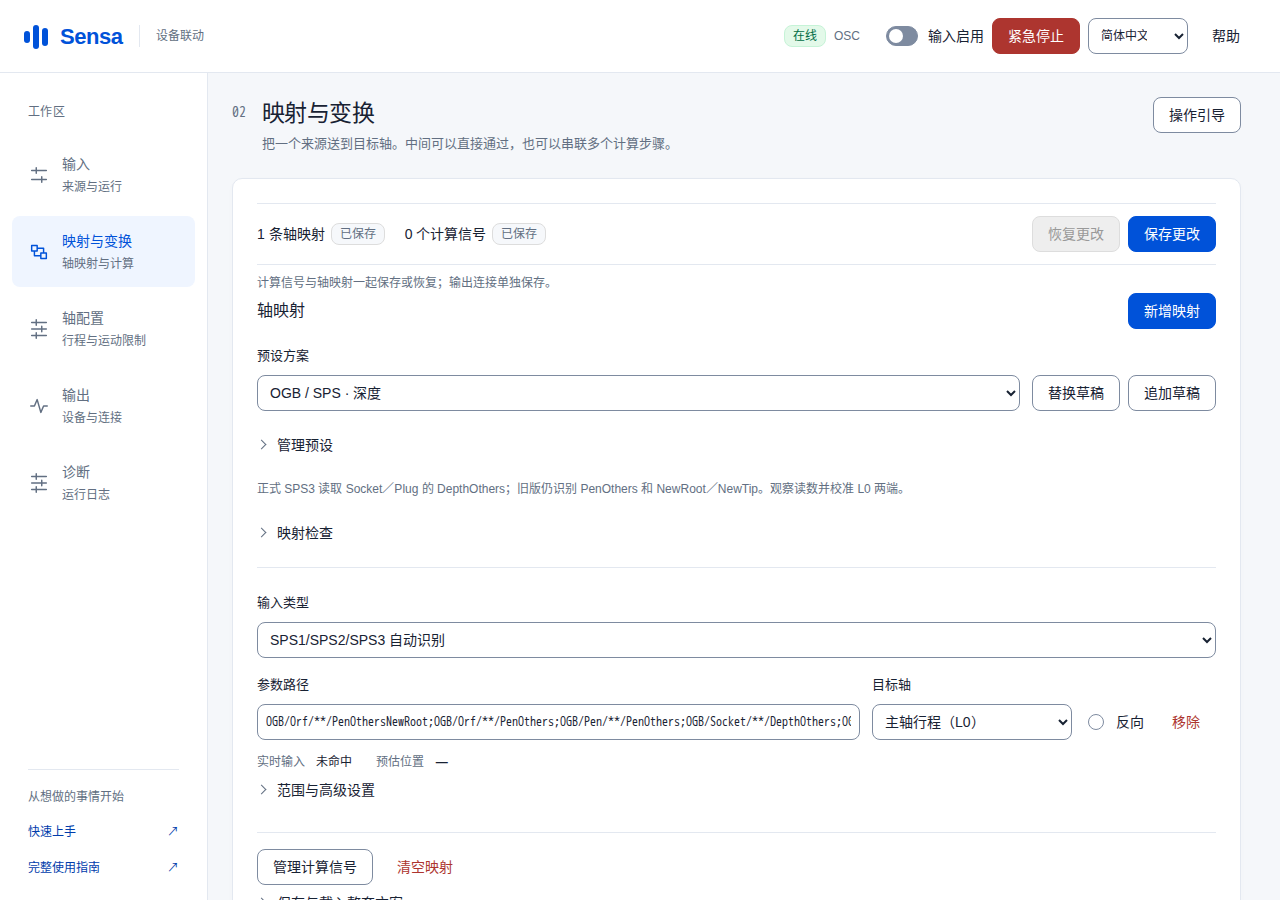 Sensa
设备联动
在线 OSC 输入启用 紧急停止 简体中文 帮助
工作区
输入
来源与运行
映射与变换
轴映射与计算
轴配置
行程与运动限制
输出
设备与连接
诊断
运行日志
从想做的事情开始
快速上手 ↗
完整使用指南 ↗
02 映射与变换
把一个来源送到目标轴。中间可以直接通过，也可以串联多个计算步骤。
操作引导
1 条轴映射 已保存 0 个计算信号 已保存 恢复更改 保存更改
计算信号与轴映射一起保存或恢复；输出连接单独保存。
轴映射 新增映射
预设方案
OGB / SPS · 深度 替换草稿 追加草稿
管理预设
正式 SPS3 读取 Socket／Plug 的 DepthOthers；旧版仍识别 PenOthers 和 NewRoot／NewTip。观察读数并校准 L0 两端。
映射检查
输入类型
SPS1/SPS2/SPS3 自动识别
参数路径 目标轴
OGB/Orf/**/PenOthersNewRoot;OGB/Orf/**/PenOthers;OGB/Pen/**/PenOthers;OGB/Socket/**/DepthOthers;OG 主轴行程（L0） 反向 移除
实时输入 未命中 预估位置 —
范围与高级设置
管理计算信号 清空映射
保存与载入整套方案